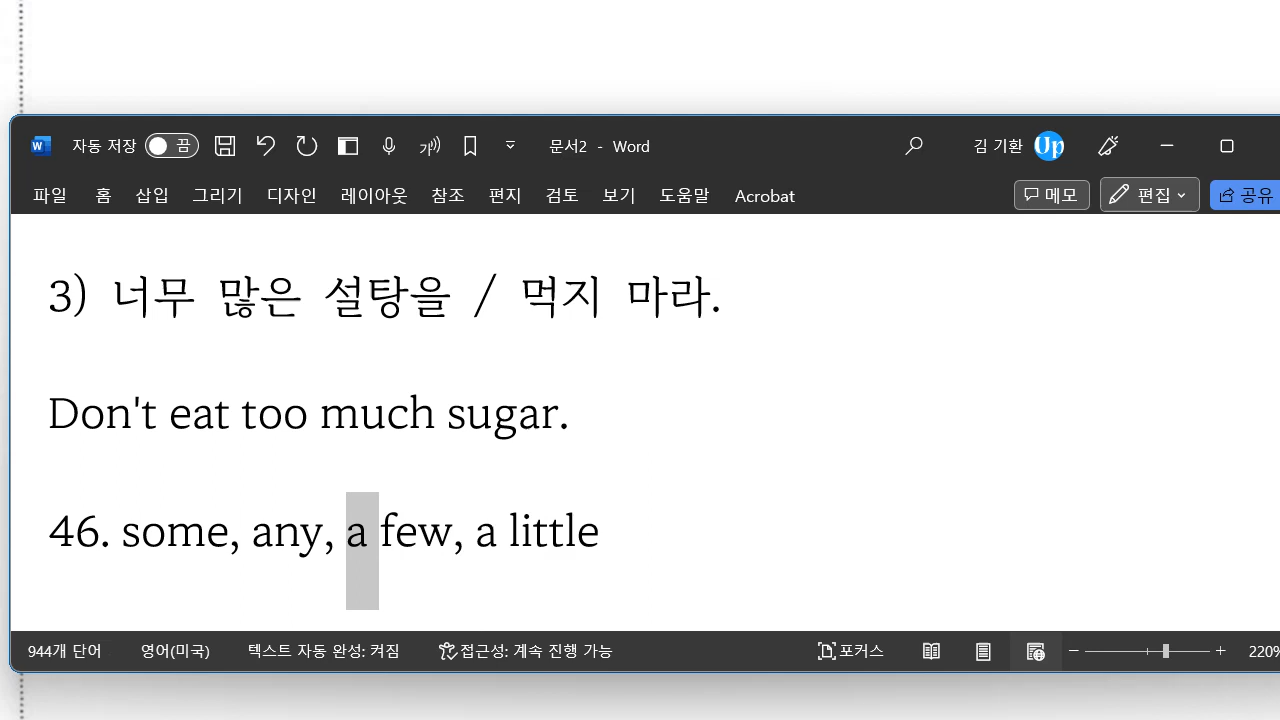 자동 저장 끔 문서2 - Word 김 기환 Up
파일 홈 삽입 그리기 디자인 레이아웃 참조 편지 검토 보기 도움말 Acrobat 메모 편집 공유
3) 너무 많은 설탕을 / 먹지 마라.
Don't eat too much sugar.
46. some, any, a few, a little
944개 단어 영어(미국) 텍스트 자동 완성: 켜짐 접근성: 계속 진행 가능 포커스 220%